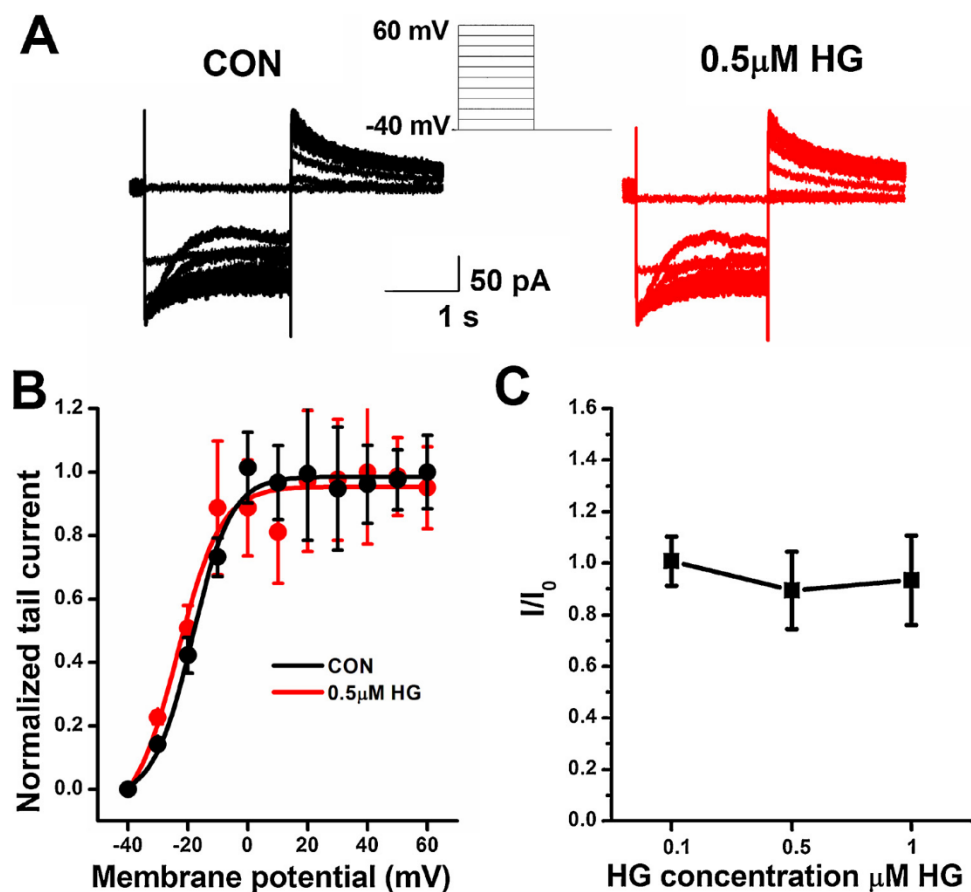 A
CON
60 mV
-40 mV
0.5μM HG
50 pA
1 s
B
Normalized tail current
1.2
1.0
0.8
0.6
0.4
0.2
0.0
CON
0.5μM HG
-40 -20 0 20 40 60
Membrane potential (mV)
C
I/I0
1.6
1.4
1.2
1.0
0.8
0.6
0.4
0.2
0.0
0.1 0.5 1
HG concentration μM HG